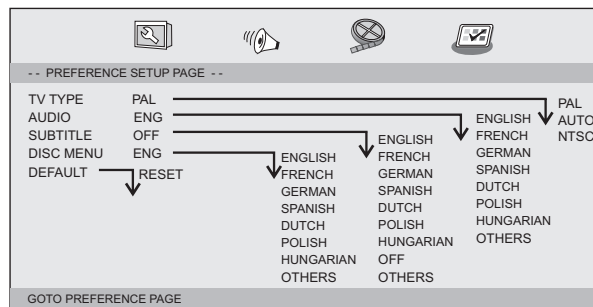 - - PREFERENCE SETUP PAGE - -
TV TYPE PAL
AUDIO ENG
SUBTITLE OFF
DISC MENU ENG
DEFAULT RESET
ENGLISH
FRENCH
GERMAN
SPANISH
DUTCH
POLISH
HUNGARIAN
OTHERS
ENGLISH
FRENCH
GERMAN
SPANISH
DUTCH
POLISH
HUNGARIAN
OFF
OTHERS
ENGLISH
FRENCH
GERMAN
SPANISH
DUTCH
POLISH
HUNGARIAN
OTHERS
PAL
AUTO
NTSC
GOTO PREFERENCE PAGE